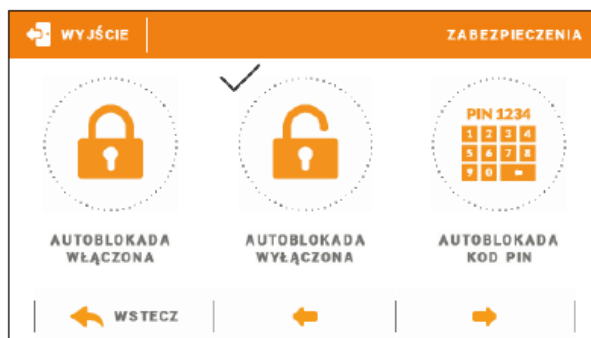 WYJŚCIE
ZABEZPIECZENIA
PIN 1234
1 2 3 4
5 6 7 8
9 0
AUTOBLOKADA
WŁĄCZONA
AUTOBLOKADA
WYŁĄCZONA
AUTOBLOKADA
KOD PIN
WSTECZ